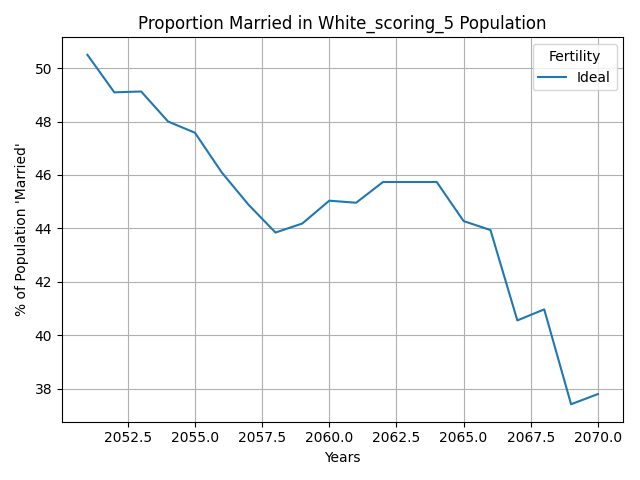 Proportion Married in White_scoring_5 Population
Fertility
Ideal
% of Population 'Married'
50
48
46
44
42
40
38
2052.5 2055.0 2057.5 2060.0 2062.5 2065.0 2067.5 2070.0
Years